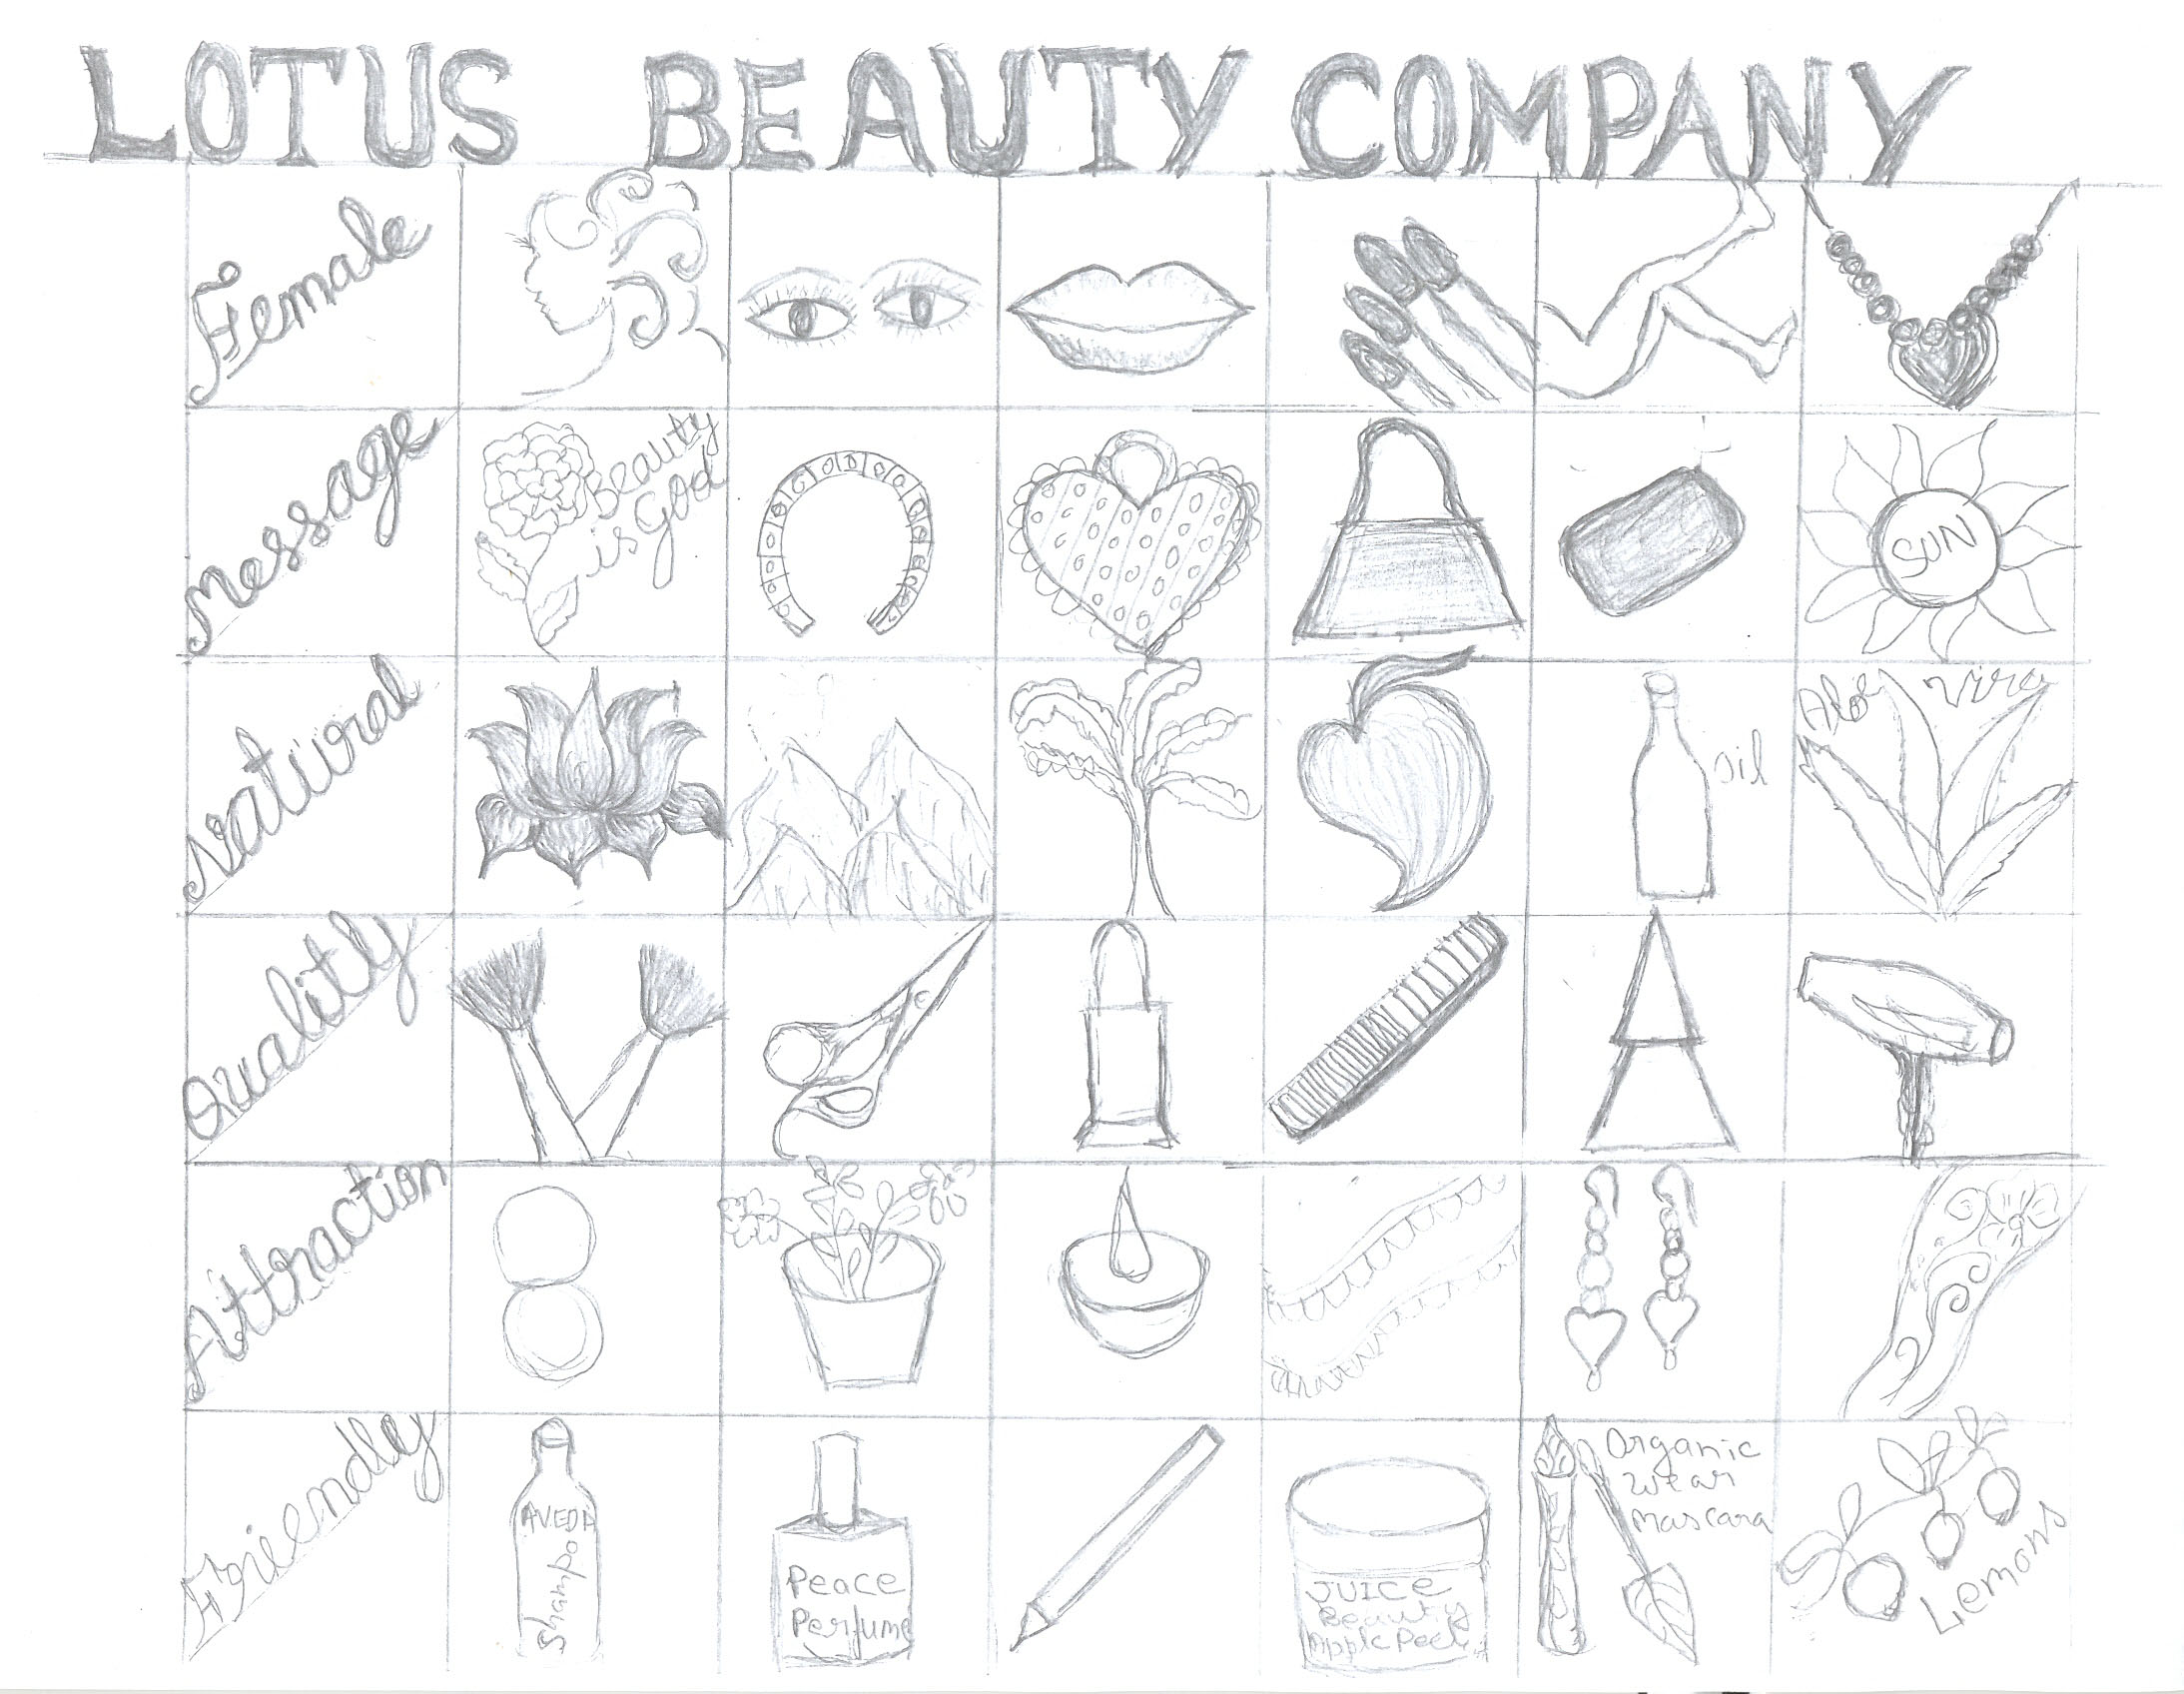 LOTUS BEAUTY COMPANY
Female
Message
Beauty
is God
SUN
Natural
oil
Aloe Vira
Qualitly
Attraction
Friendly
AVEDA
Shampo
Peace
Perfume
JUICE
Beauty
Apple Peel
Organic
Wear
Mascara
Lemons